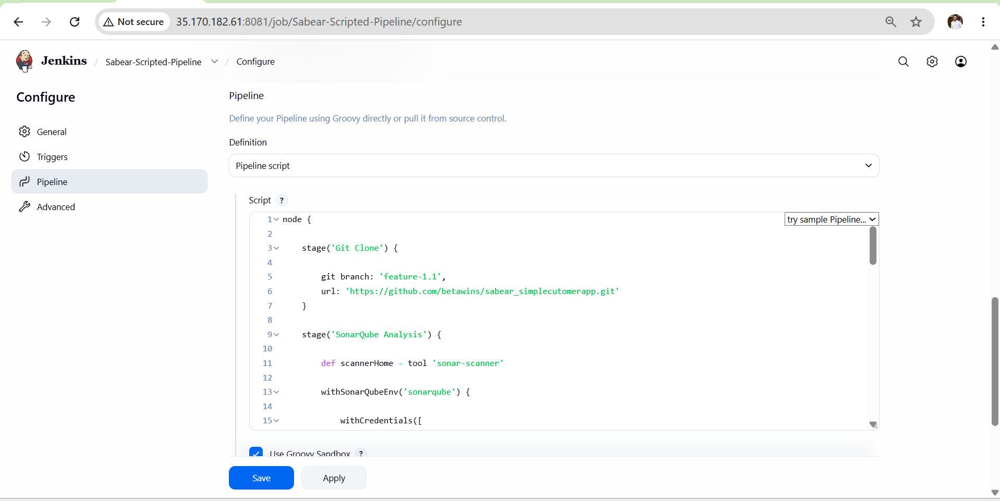 Not secure 35.170.182.61:8081/job/Sabear-Scripted-Pipeline/configure
Jenkins / Sabear-Scripted-Pipeline / Configure
Configure
General
Triggers
Pipeline
Advanced
Pipeline
Define your Pipeline using Groovy directly or pull it from source control.
Definition
Pipeline script
Script ?
try sample Pipeline...
1 node {
2
3 stage('Git Clone') {
4
5 git branch: 'feature-1.1',
6 url: 'https://github.com/betawins/sabear_simplecutomerapp.git'
7 }
8
9 stage('SonarQube Analysis') {
10
11 def scannerHome = tool 'sonar-scanner'
12
13 withSonarQubeEnv('sonarqube') {
14
15 withCredentials([
Use Groovy Sandbox ?
Save
Apply